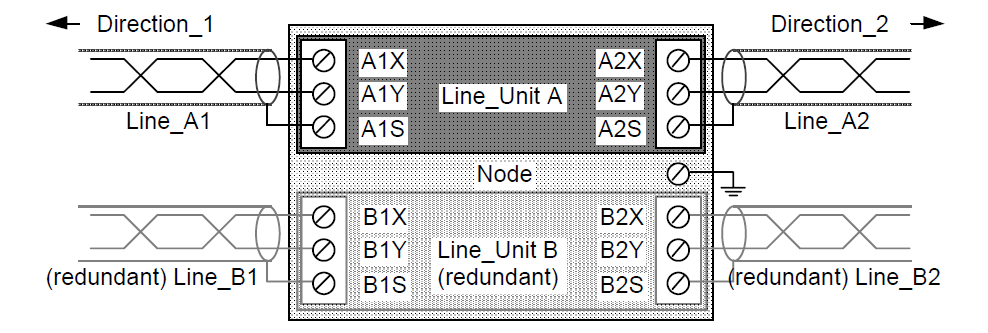 Direction_1
Direction_2
A1X
A2X
A1Y
Line_Unit A
A2Y
Line_A1
A1S
A2S
Line_A2
Node
B1X
B2X
B1Y
Line_Unit B
B2Y
(redundant) Line_B1
B1S
(redundant)
B2S
(redundant) Line_B2